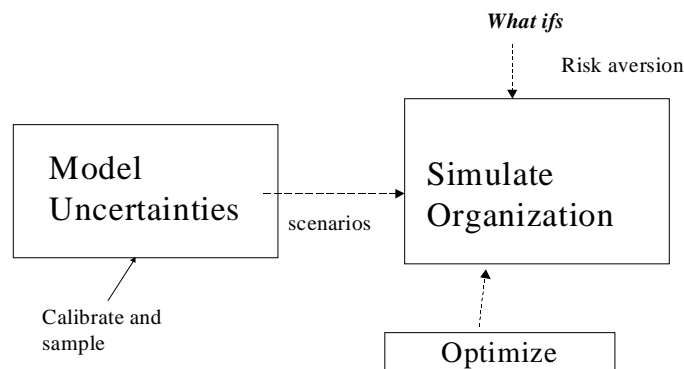 What ifs
Risk aversion
Model
Uncertainties
Simulate
Organization
scenarios
Calibrate and
sample
Optimize